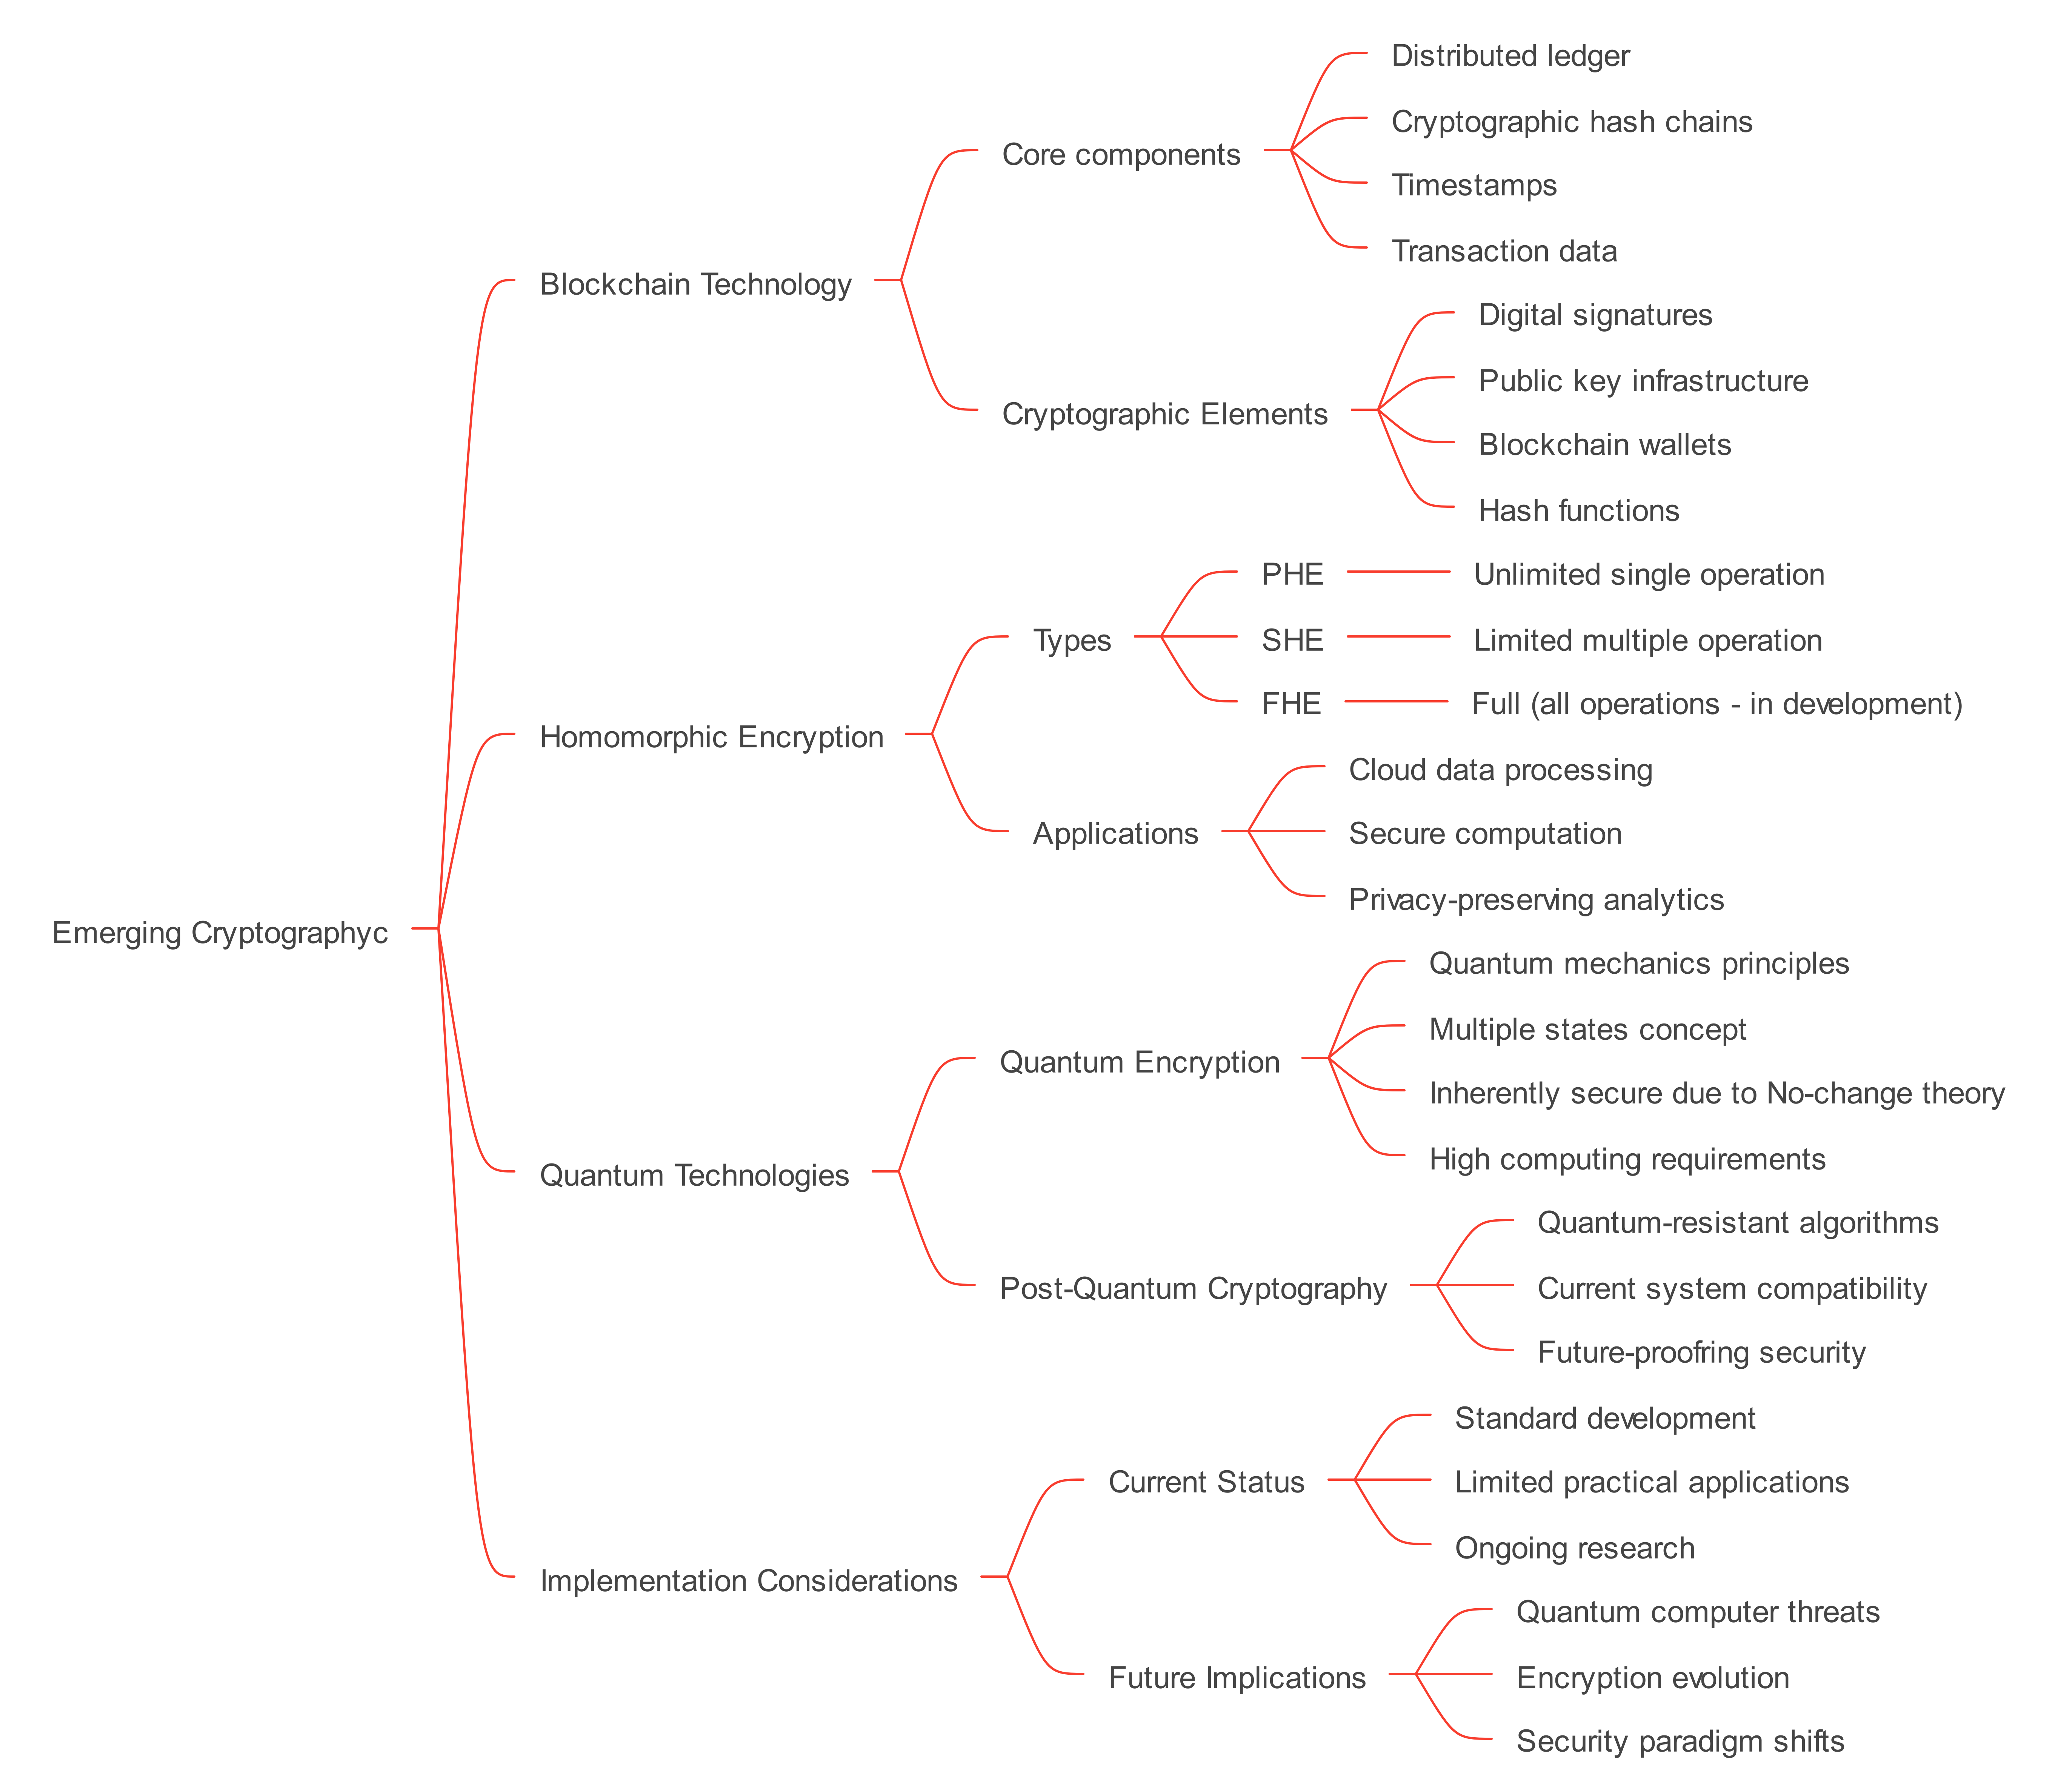 Emerging Cryptographyc
Blockchain Technology
Core components
Distributed ledger
Cryptographic hash chains
Timestamps
Transaction data
Cryptographic Elements
Digital signatures
Public key infrastructure
Blockchain wallets
Hash functions
Homomorphic Encryption
Types
PHE
Unlimited single operation
SHE
Limited multiple operation
FHE
Full (all operations - in development)
Applications
Cloud data processing
Secure computation
Privacy-preserving analytics
Quantum Technologies
Quantum Encryption
Quantum mechanics principles
Multiple states concept
Inherently secure due to No-change theory
High computing requirements
Post-Quantum Cryptography
Quantum-resistant algorithms
Current system compatibility
Future-proofring security
Implementation Considerations
Current Status
Standard development
Limited practical applications
Ongoing research
Future Implications
Quantum computer threats
Encryption evolution
Security paradigm shifts